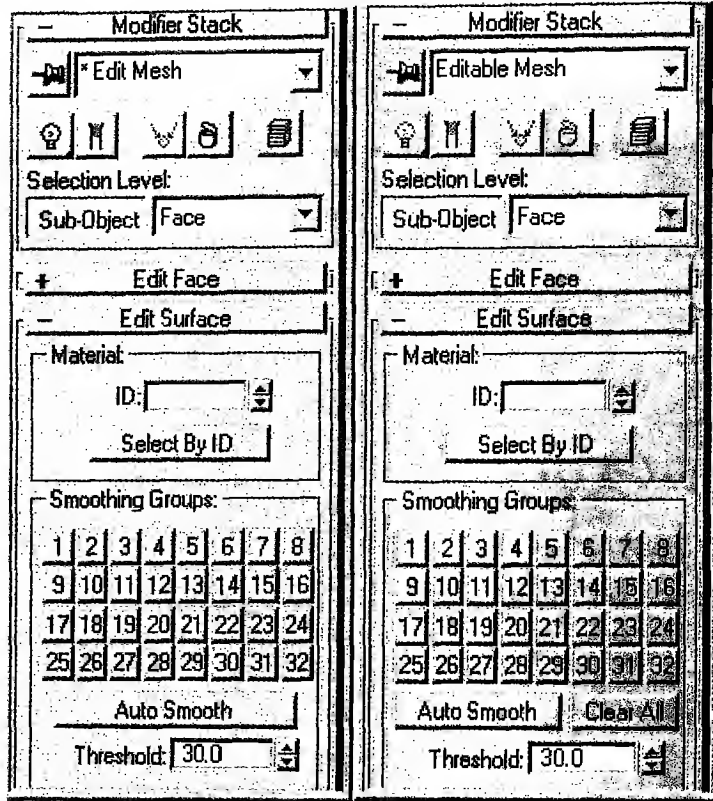 Modifier Stack
* Edit Mesh
Selection Level:
Sub-Object Face
+ Edit Face
– Edit Surface
Material:
ID:
Select By ID
Smoothing Groups:
1 2 3 4 5 6 7 8
9 10 11 12 13 14 15 16
17 18 19 20 21 22 23 24
25 26 27 28 29 30 31 32
Auto Smooth
Threshold: 30.0
Modifier Stack
Editable Mesh
Selection Level:
Sub-Object Face
+ Edit Face
– Edit Surface
Material:
ID:
Select By ID
Smoothing Groups:
1 2 3 4 5 6 7 8
9 10 11 12 13 14 15 16
17 18 19 20 21 22 23 24
25 26 27 28 29 30 31 32
Auto Smooth Clear All
Threshold: 30.0